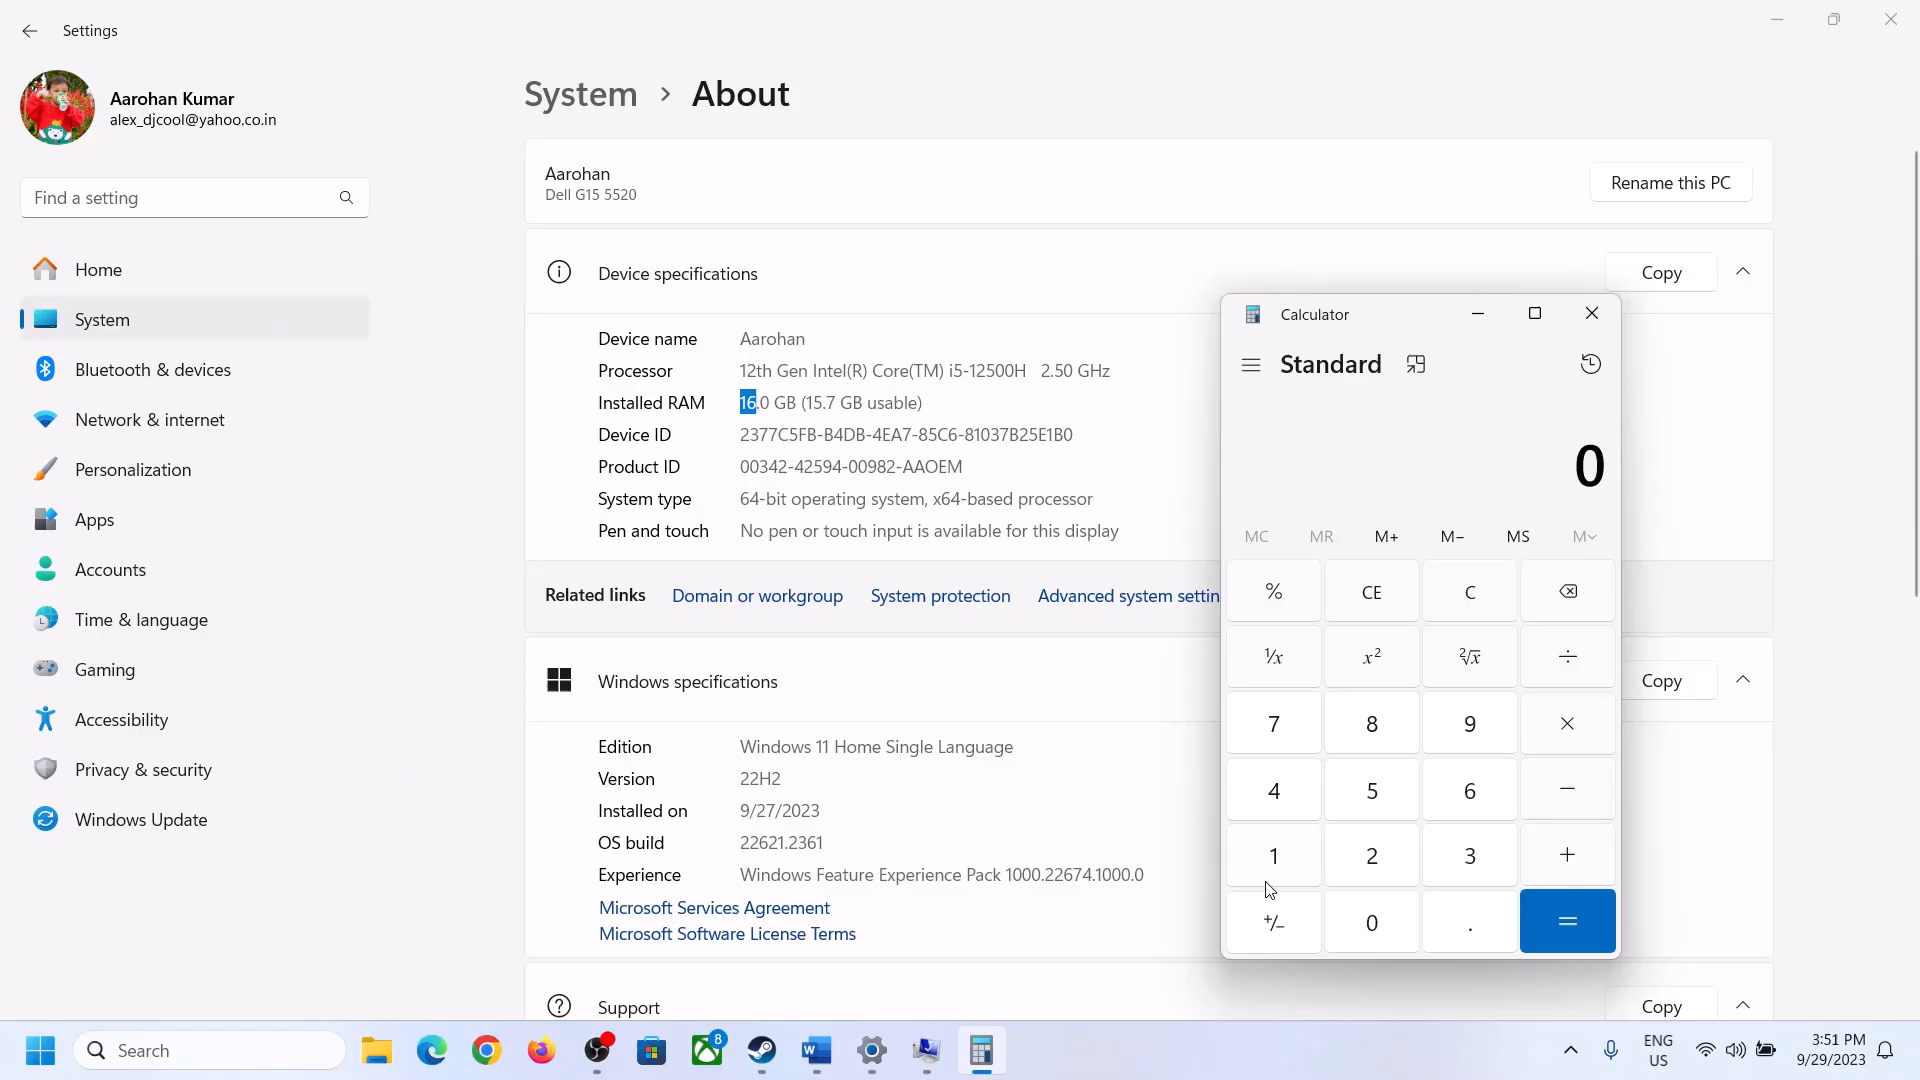 Settings
Aarohan Kumar
alex_djcool@yahoo.co.in
Find a setting
Home
System
Bluetooth & devices
Network & internet
Personalization
Apps
Accounts
Time & language
Gaming
Accessibility
Privacy & security
Windows Update
System > About
Aarohan
Dell G15 5520
Rename this PC
Device specifications
Copy
Device name Aarohan
Processor 12th Gen Intel(R) Core(TM) i5-12500H 2.50 GHz
Installed RAM 16.0 GB (15.7 GB usable)
Device ID 2377C5FB-B4DB-4EA7-85C6-81037B25E1B0
Product ID 00342-42594-00982-AAOEM
System type 64-bit operating system, x64-based processor
Pen and touch No pen or touch input is available for this display
Related links Domain or workgroup System protection Advanced system settin
Windows specifications
Copy
Edition Windows 11 Home Single Language
Version 22H2
Installed on 9/27/2023
OS build 22621.2361
Experience Windows Feature Experience Pack 1000.22674.1000.0
Microsoft Services Agreement
Microsoft Software License Terms
Support
Copy
Calculator
Standard
0
MC MR M+ M− MS M
% CE C
1/x x² ²√x ÷
7 8 9 ×
4 5 6 −
1 2 3 +
+/− 0 . =
Search
8
ENG
US
3:51 PM
9/29/2023